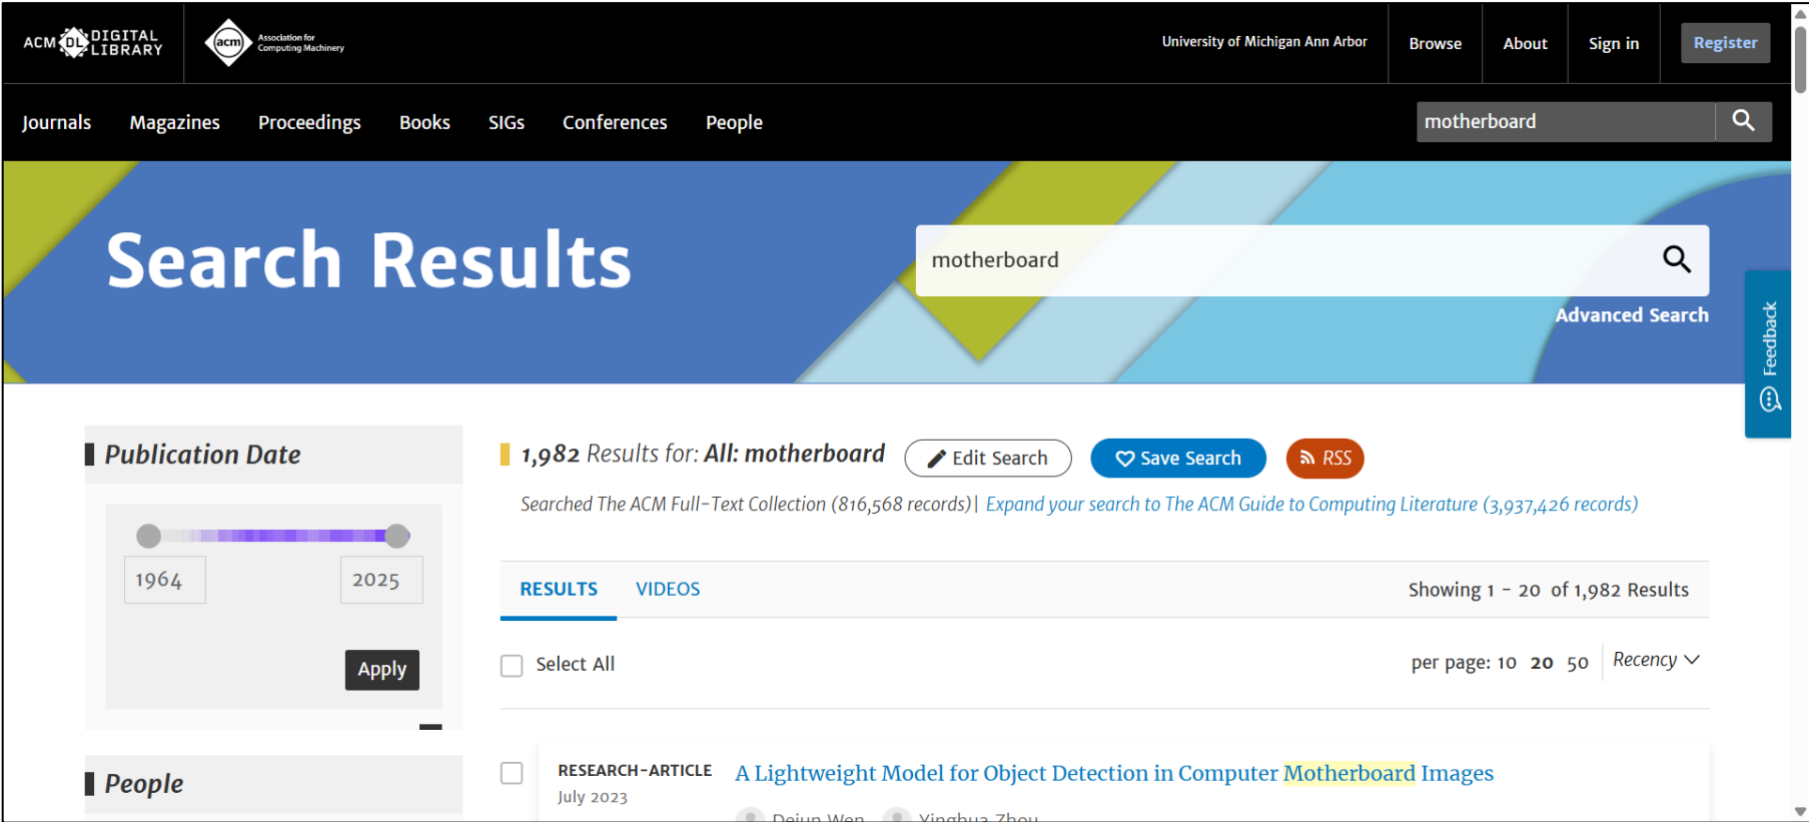 ACM DL DIGITAL LIBRARY
acm Association for Computing Machinery
University of Michigan Ann Arbor
Browse
About
Sign in
Register
Journals
Magazines
Proceedings
Books
SIGs
Conferences
People
motherboard
Search Results
motherboard
Advanced Search
Feedback
Publication Date
1964
2025
Apply
People
1,982 Results for: All: motherboard
Edit Search
Save Search
RSS
Searched The ACM Full-Text Collection (816,568 records)| Expand your search to The ACM Guide to Computing Literature (3,937,426 records)
RESULTS
VIDEOS
Showing 1 - 20 of 1,982 Results
Select All
per page: 10 20 50
Recency
RESEARCH-ARTICLE
July 2023
A Lightweight Model for Object Detection in Computer Motherboard Images
Dejun Wen
Yinghua Zhou